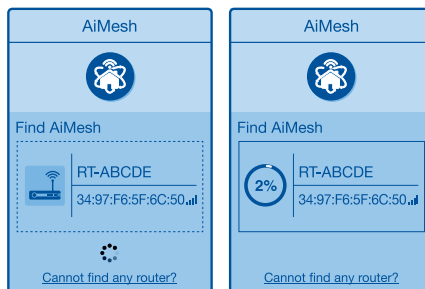 AiMesh
Find AiMesh
RT-ABCDE
34:97:F6:5F:6C:50
Cannot find any router?
AiMesh
Find AiMesh
2%
RT-ABCDE
34:97:F6:5F:6C:50
Cannot find any router?